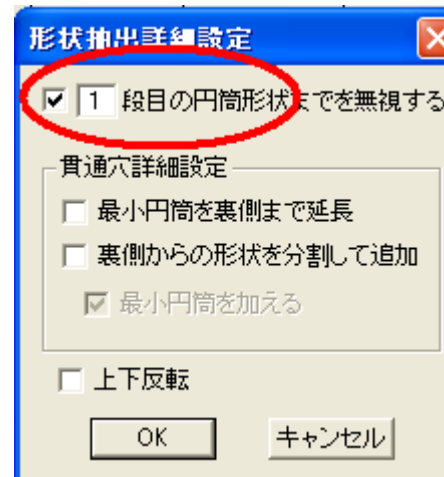 形状抽出詳細設定
1 段目の円筒形状までを無視する
貫通穴詳細設定
最小円筒を裏側まで延長
裏側からの形状を分割して追加
最小円筒を加える
上下反転
OK キャンセル